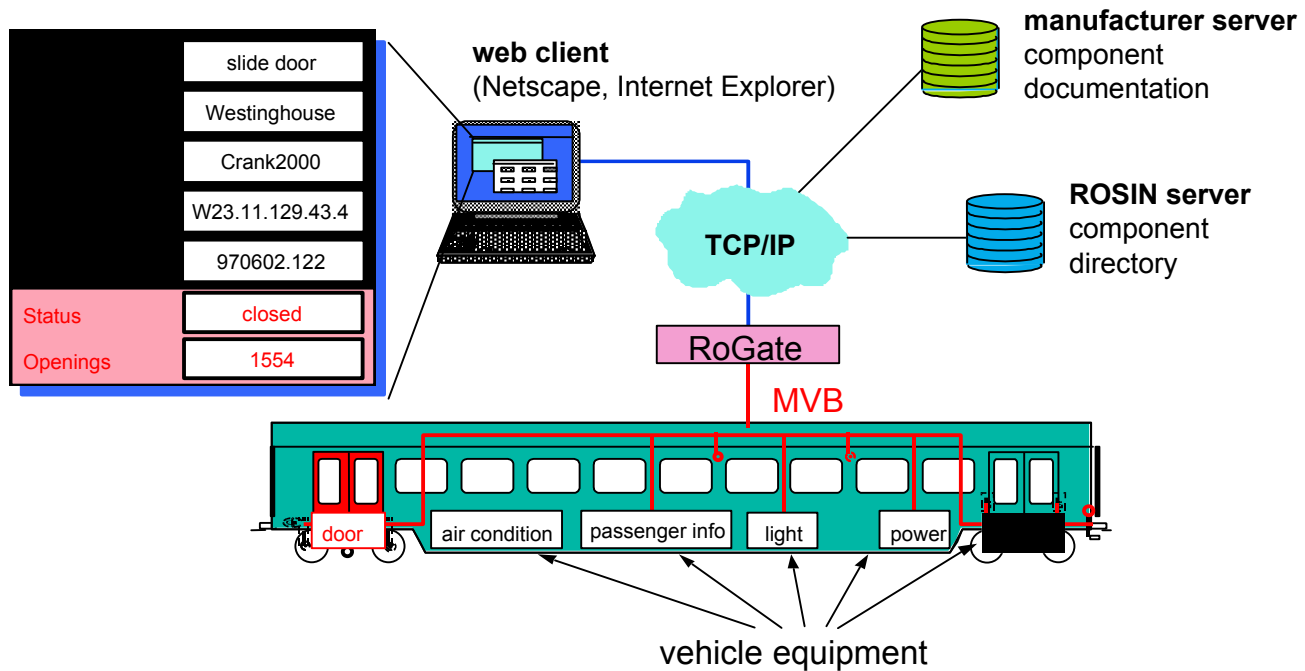 slide door
Westinghouse
Crank2000
W23.11.129.43.4
970602.122
Status
closed
Openings
1554
web client
(Netscape, Internet Explorer)
manufacturer server
component
documentation
TCP/IP
ROSIN server
component
directory
RoGate
MVB
door
air condition
passenger info
light
power
vehicle equipment